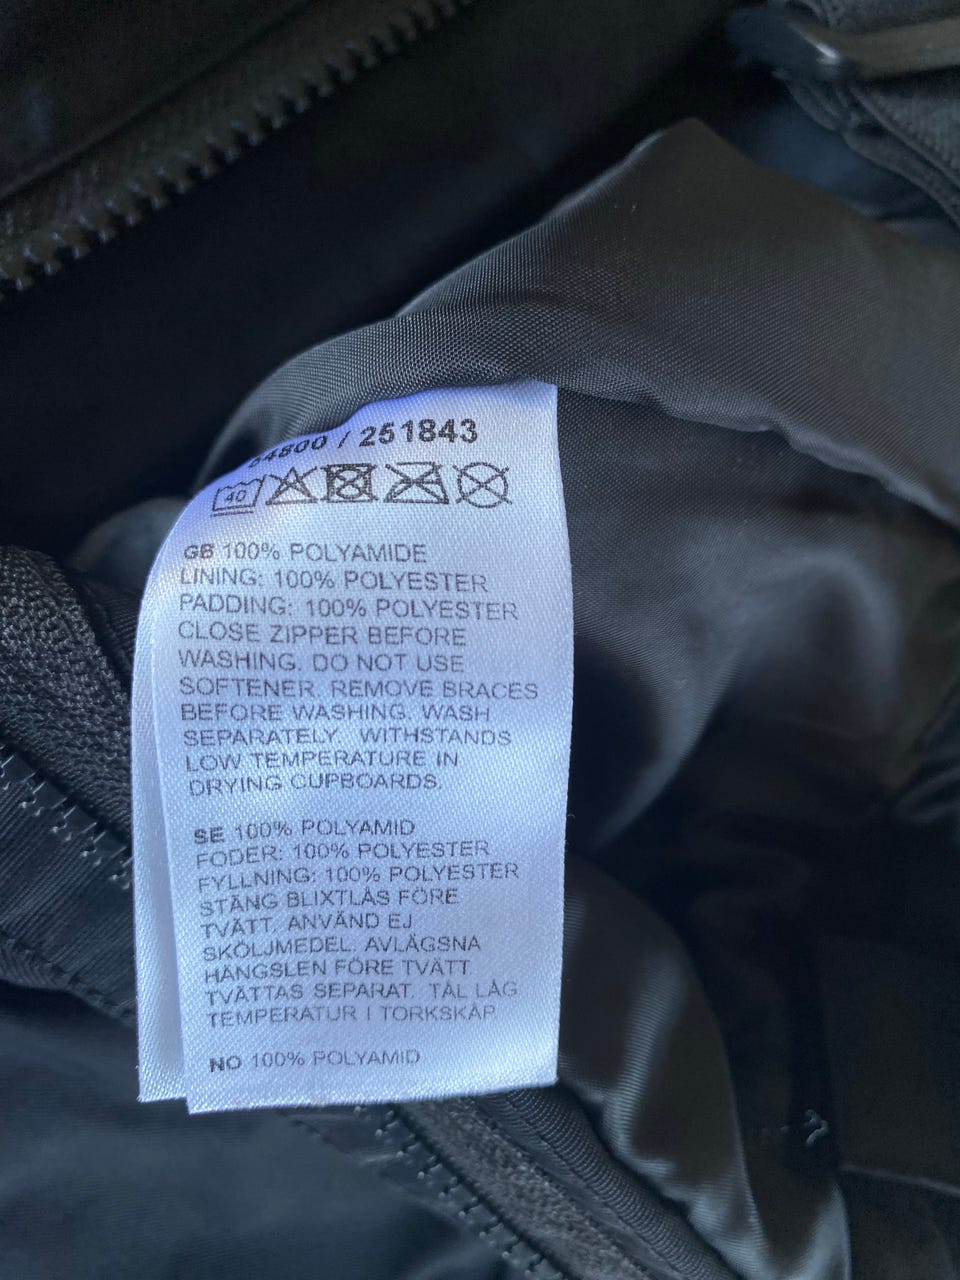 / 251843
40
GB 100% POLYAMIDE
LINING: 100% POLYESTER
PADDING: 100% POLYESTER
CLOSE ZIPPER BEFORE
WASHING. DO NOT USE
SOFTENER. REMOVE BRACES
BEFORE WASHING. WASH
SEPARATELY. WITHSTANDS
LOW TEMPERATURE IN
DRYING CUPBOARDS.
SE 100% POLYAMID
FODER: 100% POLYESTER
FYLLNING: 100% POLYESTER
STÄNG BLIXTLÅS FÖRE
TVÄTT. ANVÄND EJ
SKÖLJMEDEL. AVLÄGSNA
HÄNGSLEN FÖRE TVÄTT
TVÄTTAS SEPARAT. TÅL LÅG
TEMPERATUR I TORKSKÅP
NO 100% POLYAMID